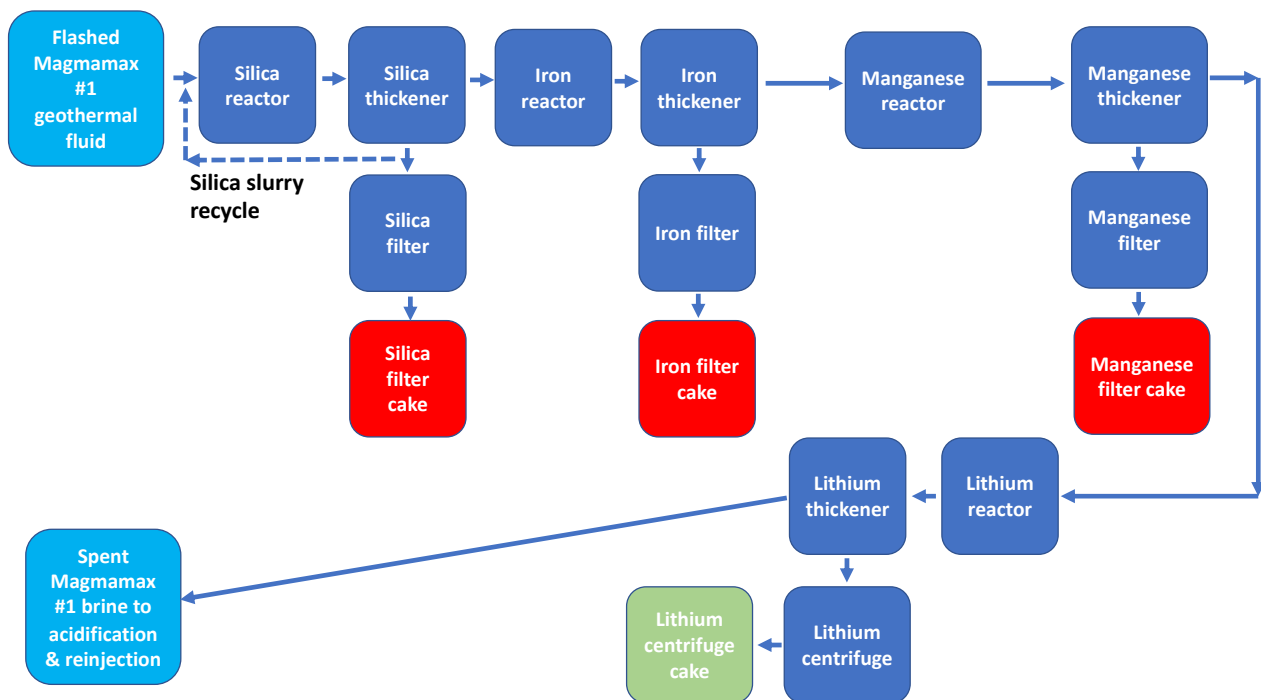 Flashed
Magmamax
#1
geothermal
fluid
Silica
reactor
Silica
thickener
Iron
reactor
Iron
thickener
Manganese
reactor
Manganese
thickener
Silica slurry
recycle
Silica
filter
Iron filter
Manganese
filter
Silica
filter
cake
Iron filter
cake
Manganese
filter cake
Lithium
thickener
Lithium
reactor
Spent
Magmamax
#1 brine to
acidification
& reinjection
Lithium
centrifuge
cake
Lithium
centrifuge